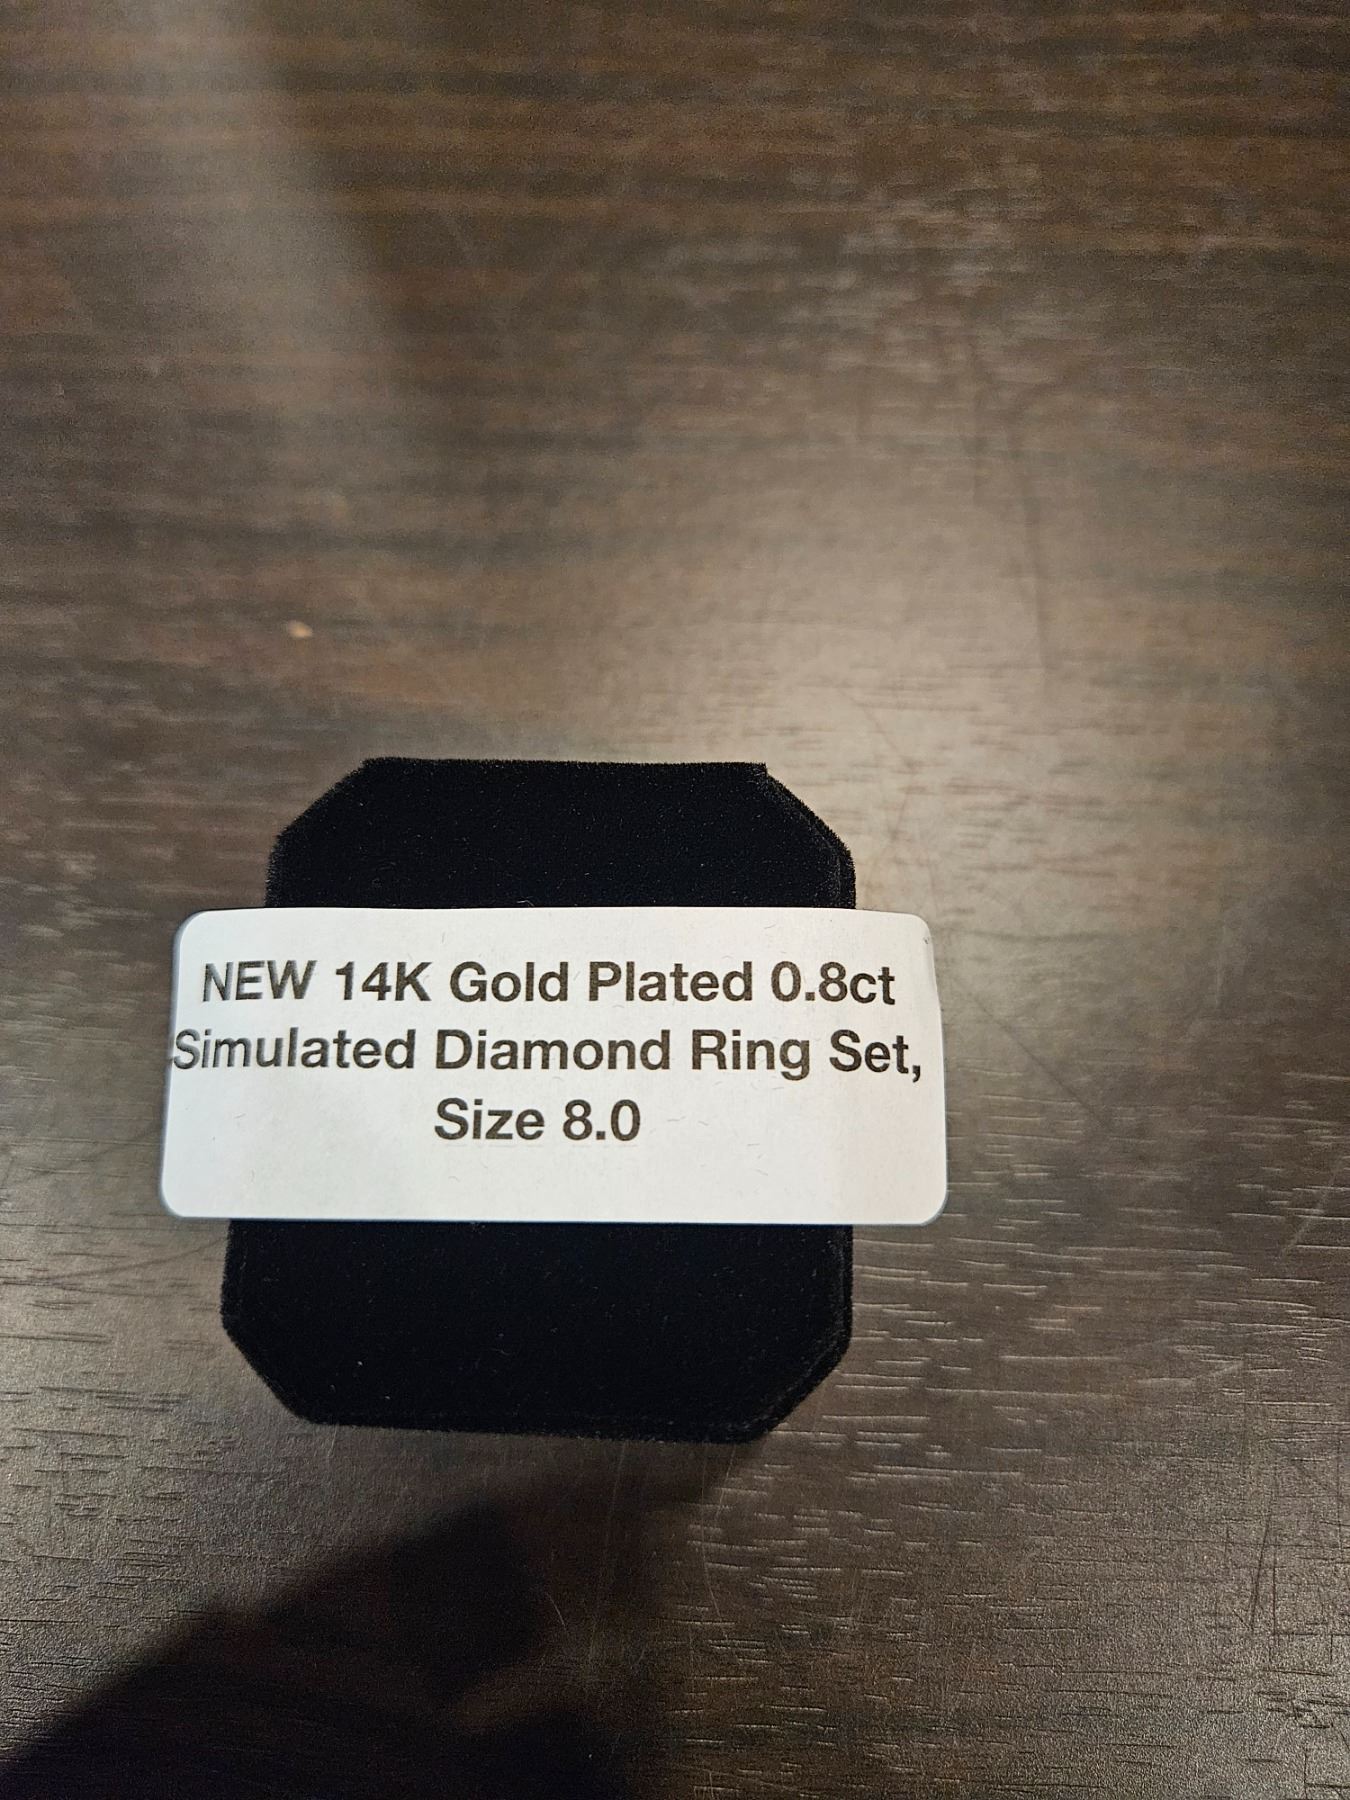 NEW 14K Gold Plated 0.8ct
Simulated Diamond Ring Set,
Size 8.0